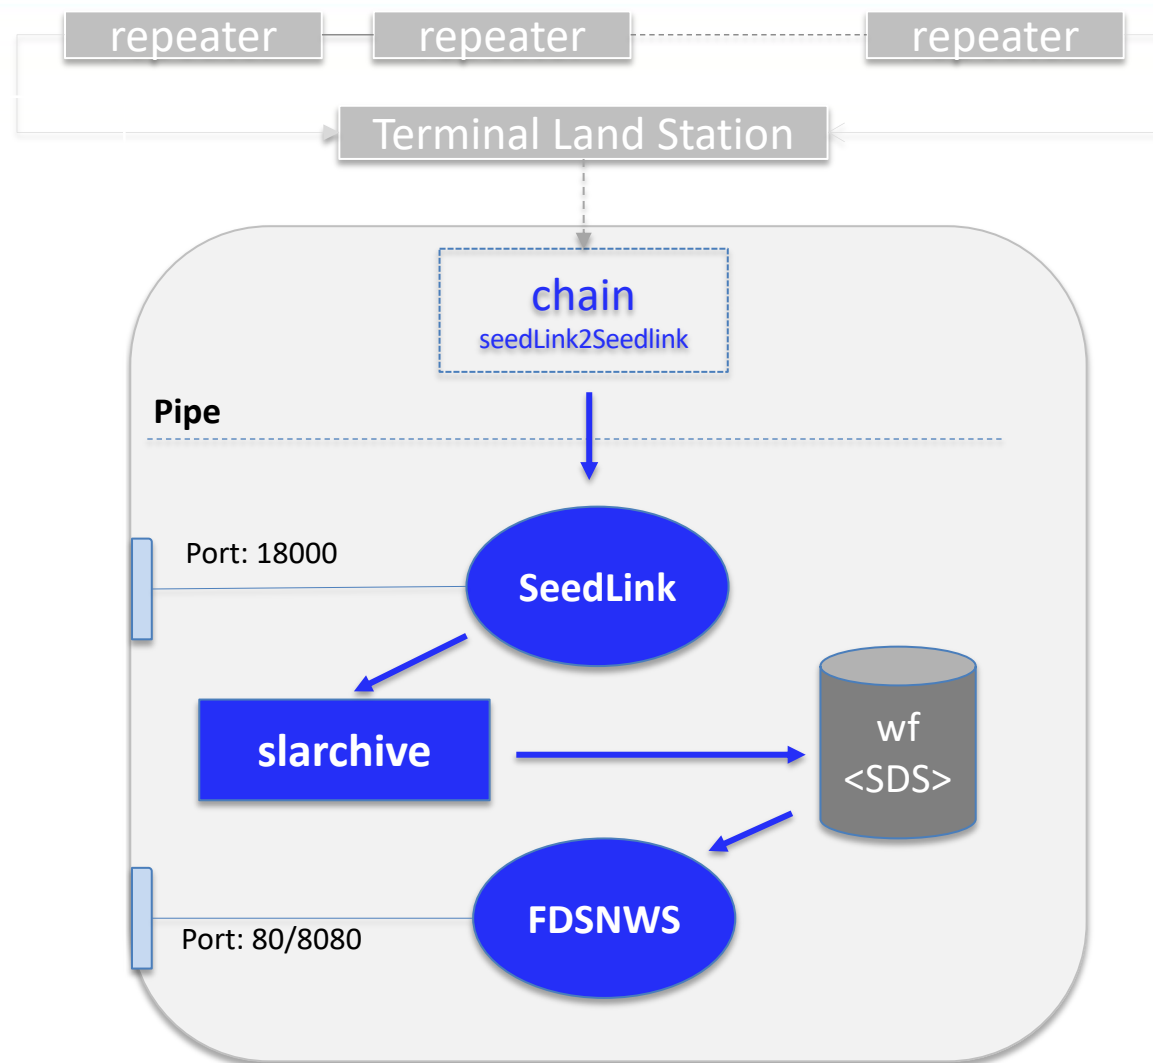 repeater
repeater
repeater
Terminal Land Station
chain
seedLink2Seedlink
Pipe
Port: 18000
SeedLink
slarchive
wf
<SDS>
FDSNWS
Port: 80/8080